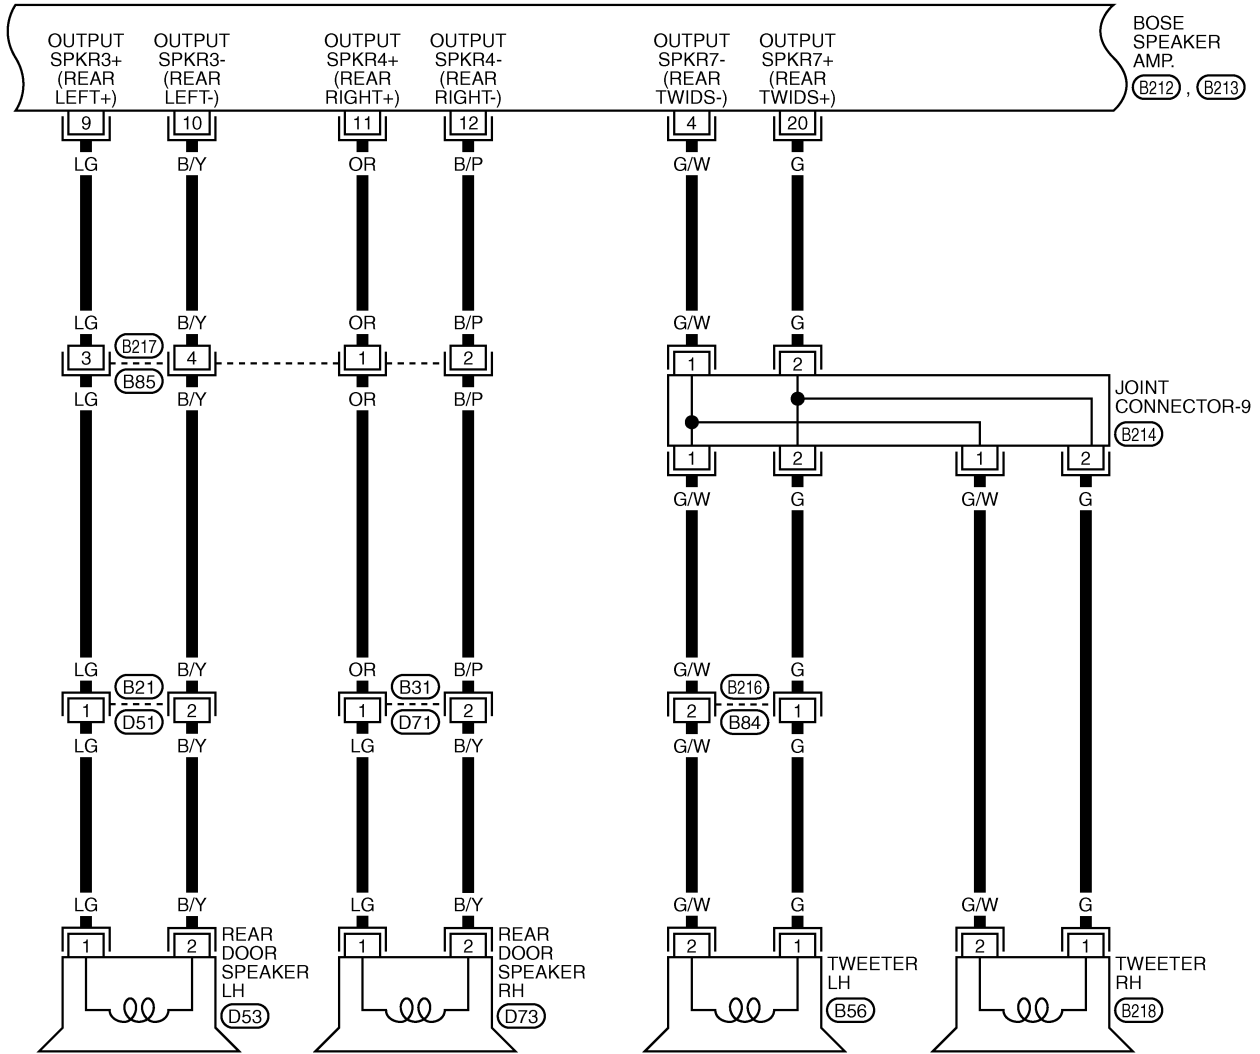 BOSE
SPEAKER
AMP.
B212 , B213
OUTPUT
SPKR3+
(REAR
LEFT+)
OUTPUT
SPKR3-
(REAR
LEFT-)
OUTPUT
SPKR4+
(REAR
RIGHT+)
OUTPUT
SPKR4-
(REAR
RIGHT-)
OUTPUT
SPKR7-
(REAR
TWIDS-)
OUTPUT
SPKR7+
(REAR
TWIDS+)
9 10 11 12 4 20
LG B/Y OR B/P G/W G
LG B/Y OR B/P G/W G
B217
3 4 1 2 1 2
B85
LG B/Y OR B/P
JOINT
CONNECTOR-9
B214
1 2 1 2
G/W G G/W G
LG B/Y OR B/P G/W G
B21 B31 B216
1 2 1 2 2 1
D51 D71 B84
LG B/Y LG B/Y G/W G
LG B/Y LG B/Y G/W G G/W G
1 2 1 2 2 1 2 1
REAR
DOOR
SPEAKER
LH
D53
REAR
DOOR
SPEAKER
RH
D73
TWEETER
LH
B56
TWEETER
RH
B218